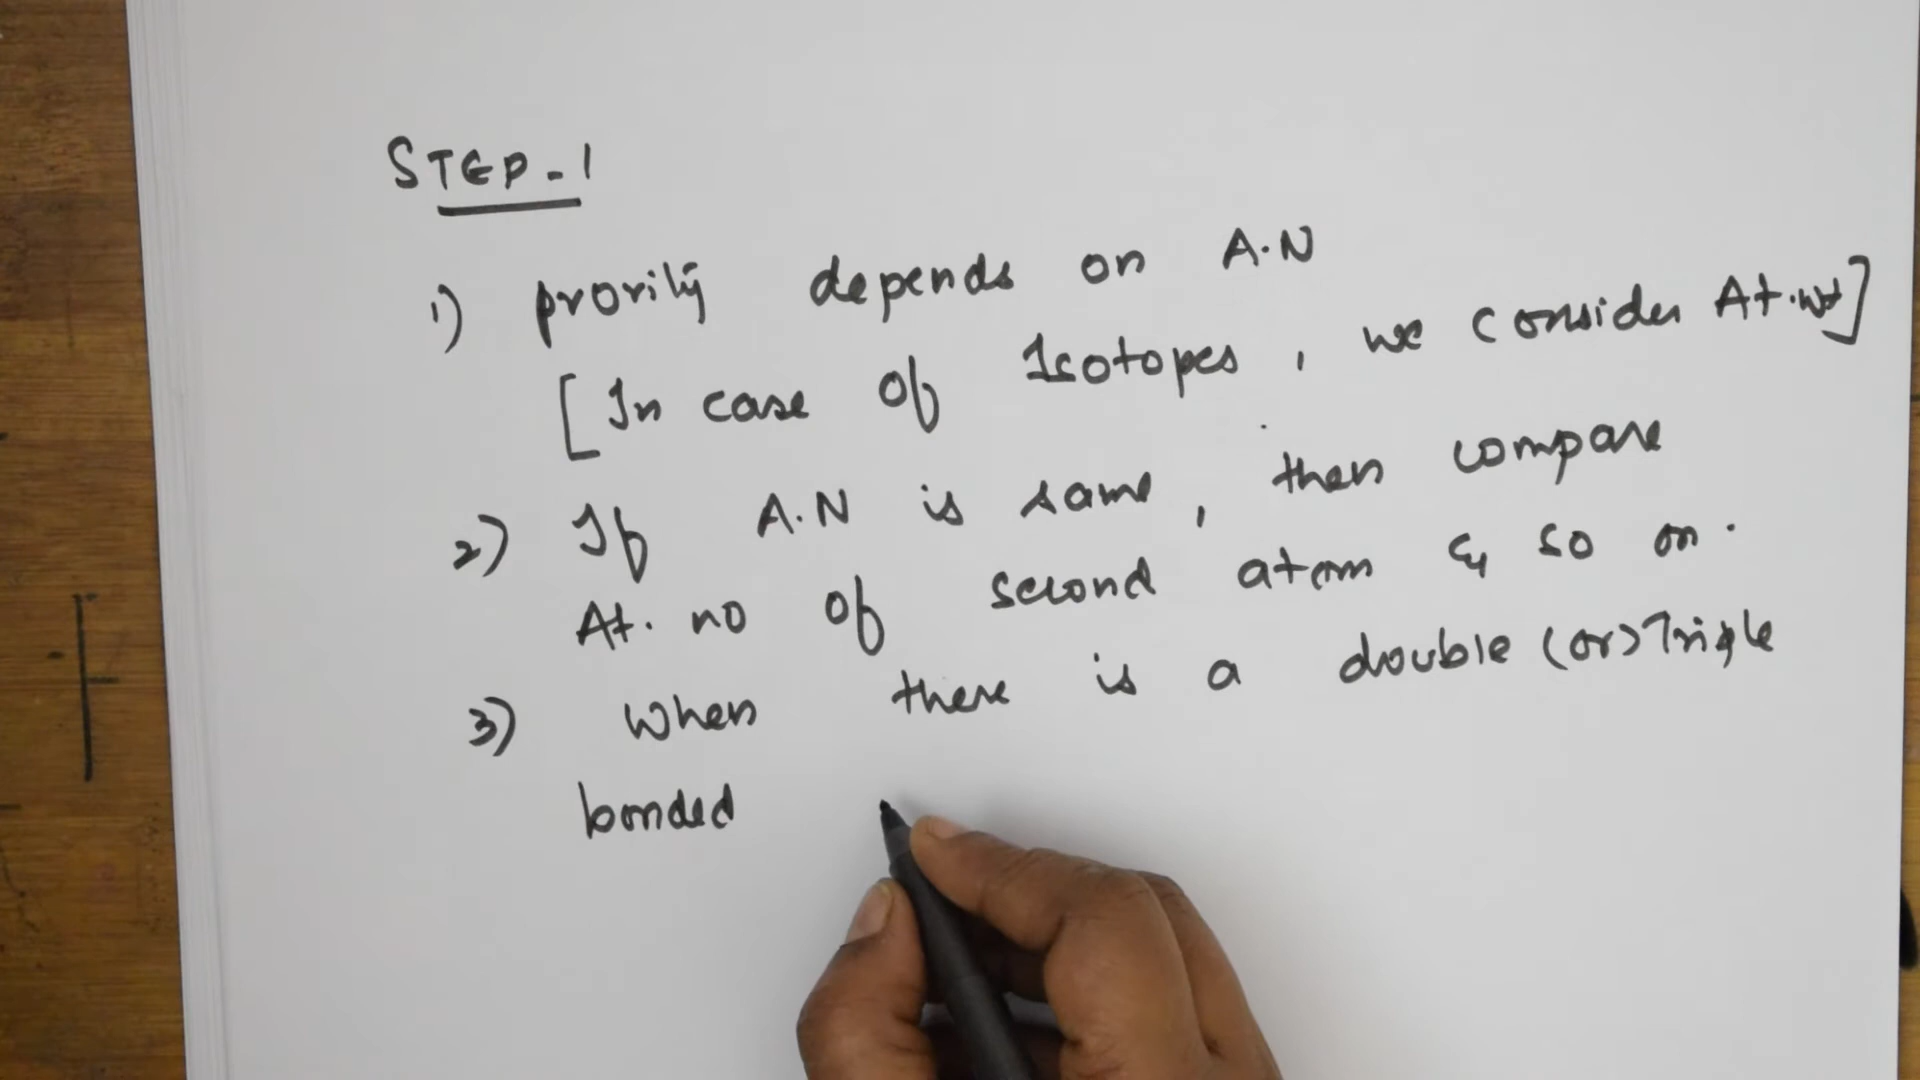 STEP-1
1) prority depends on A.N
[In case of Isotopes, we consider At.wt]
2) If A.N is same, then compare
At. no of second atom & so on.
3) When there is a double (or) Triple
bonded